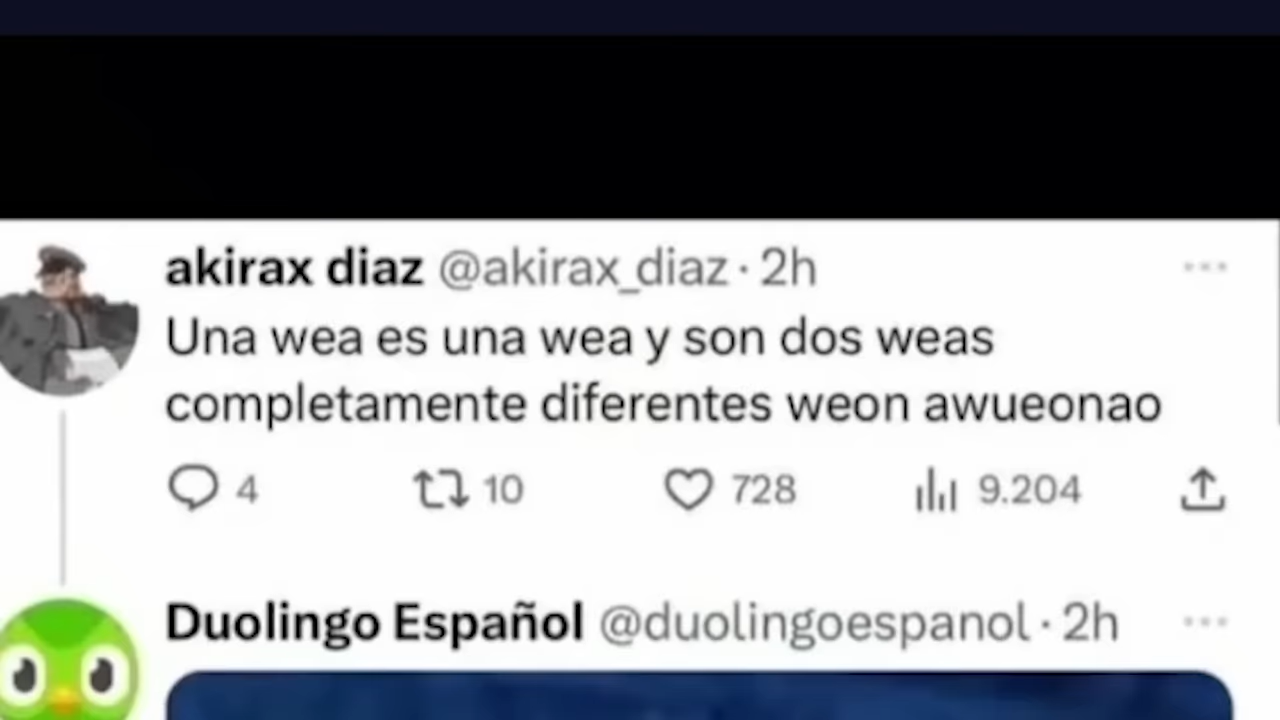 akirax diaz @akirax_diaz · 2h
Una wea es una wea y son dos weas
completamente diferentes weon awueonao
4 10 728 9.204
Duolingo Español @duolingoespanol · 2h